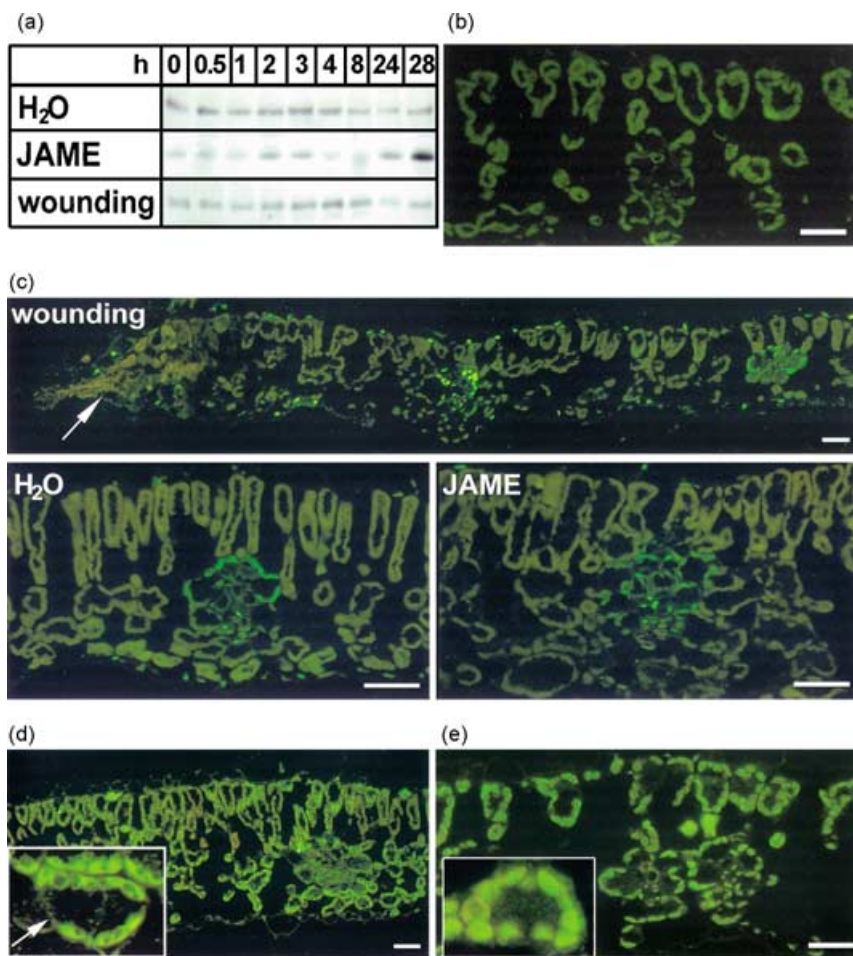 (a)
h 0 0.5 1 2 3 4 8 24 28
H₂O
JAME
wounding
(b)
(c)
wounding
H₂O
JAME
(d)
(e)